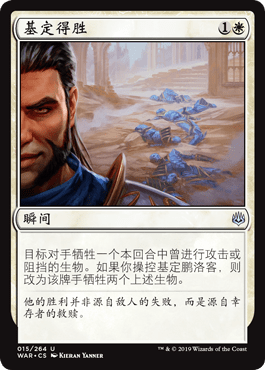 基定得胜 1
瞬间
目标对手牺牲一个本回合中曾进行攻击或
阻挡的生物。如果你操控基定鹏洛客，则
改为该牌手牺牲两个上述生物。
他的胜利并非源自敌人的失败，而是源自幸
存者的救赎。
015/264 U
WAR • CS KIERAN YANNER
™ & © 2019 Wizards of the Coast